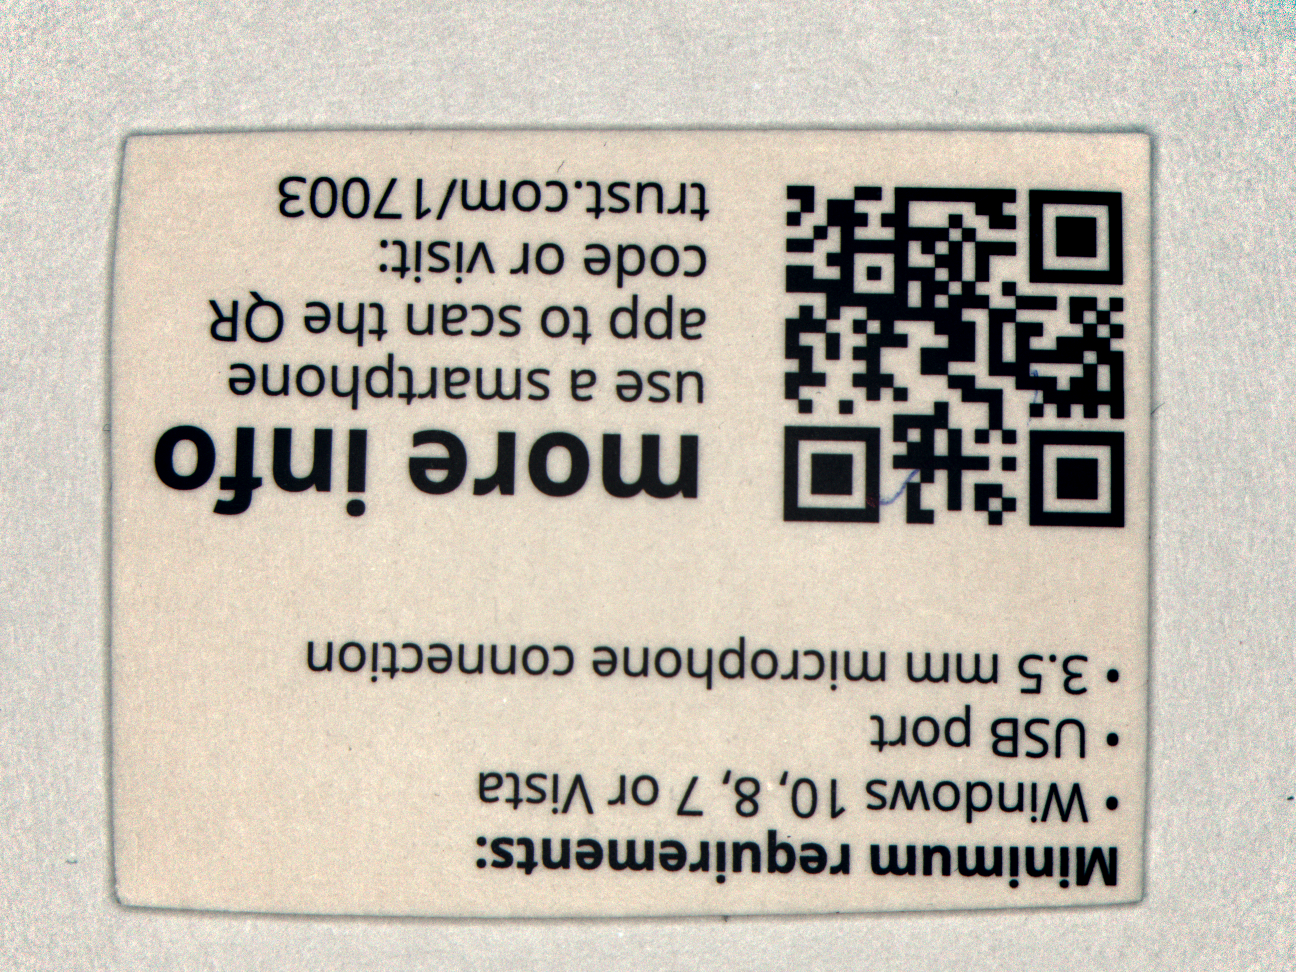 Minimum requirements:
• Windows 10, 8, 7 or Vista
• USB port
• 3.5 mm microphone connection
more info
use a smartphone
app to scan the QR
code or visit:
trust.com/17003